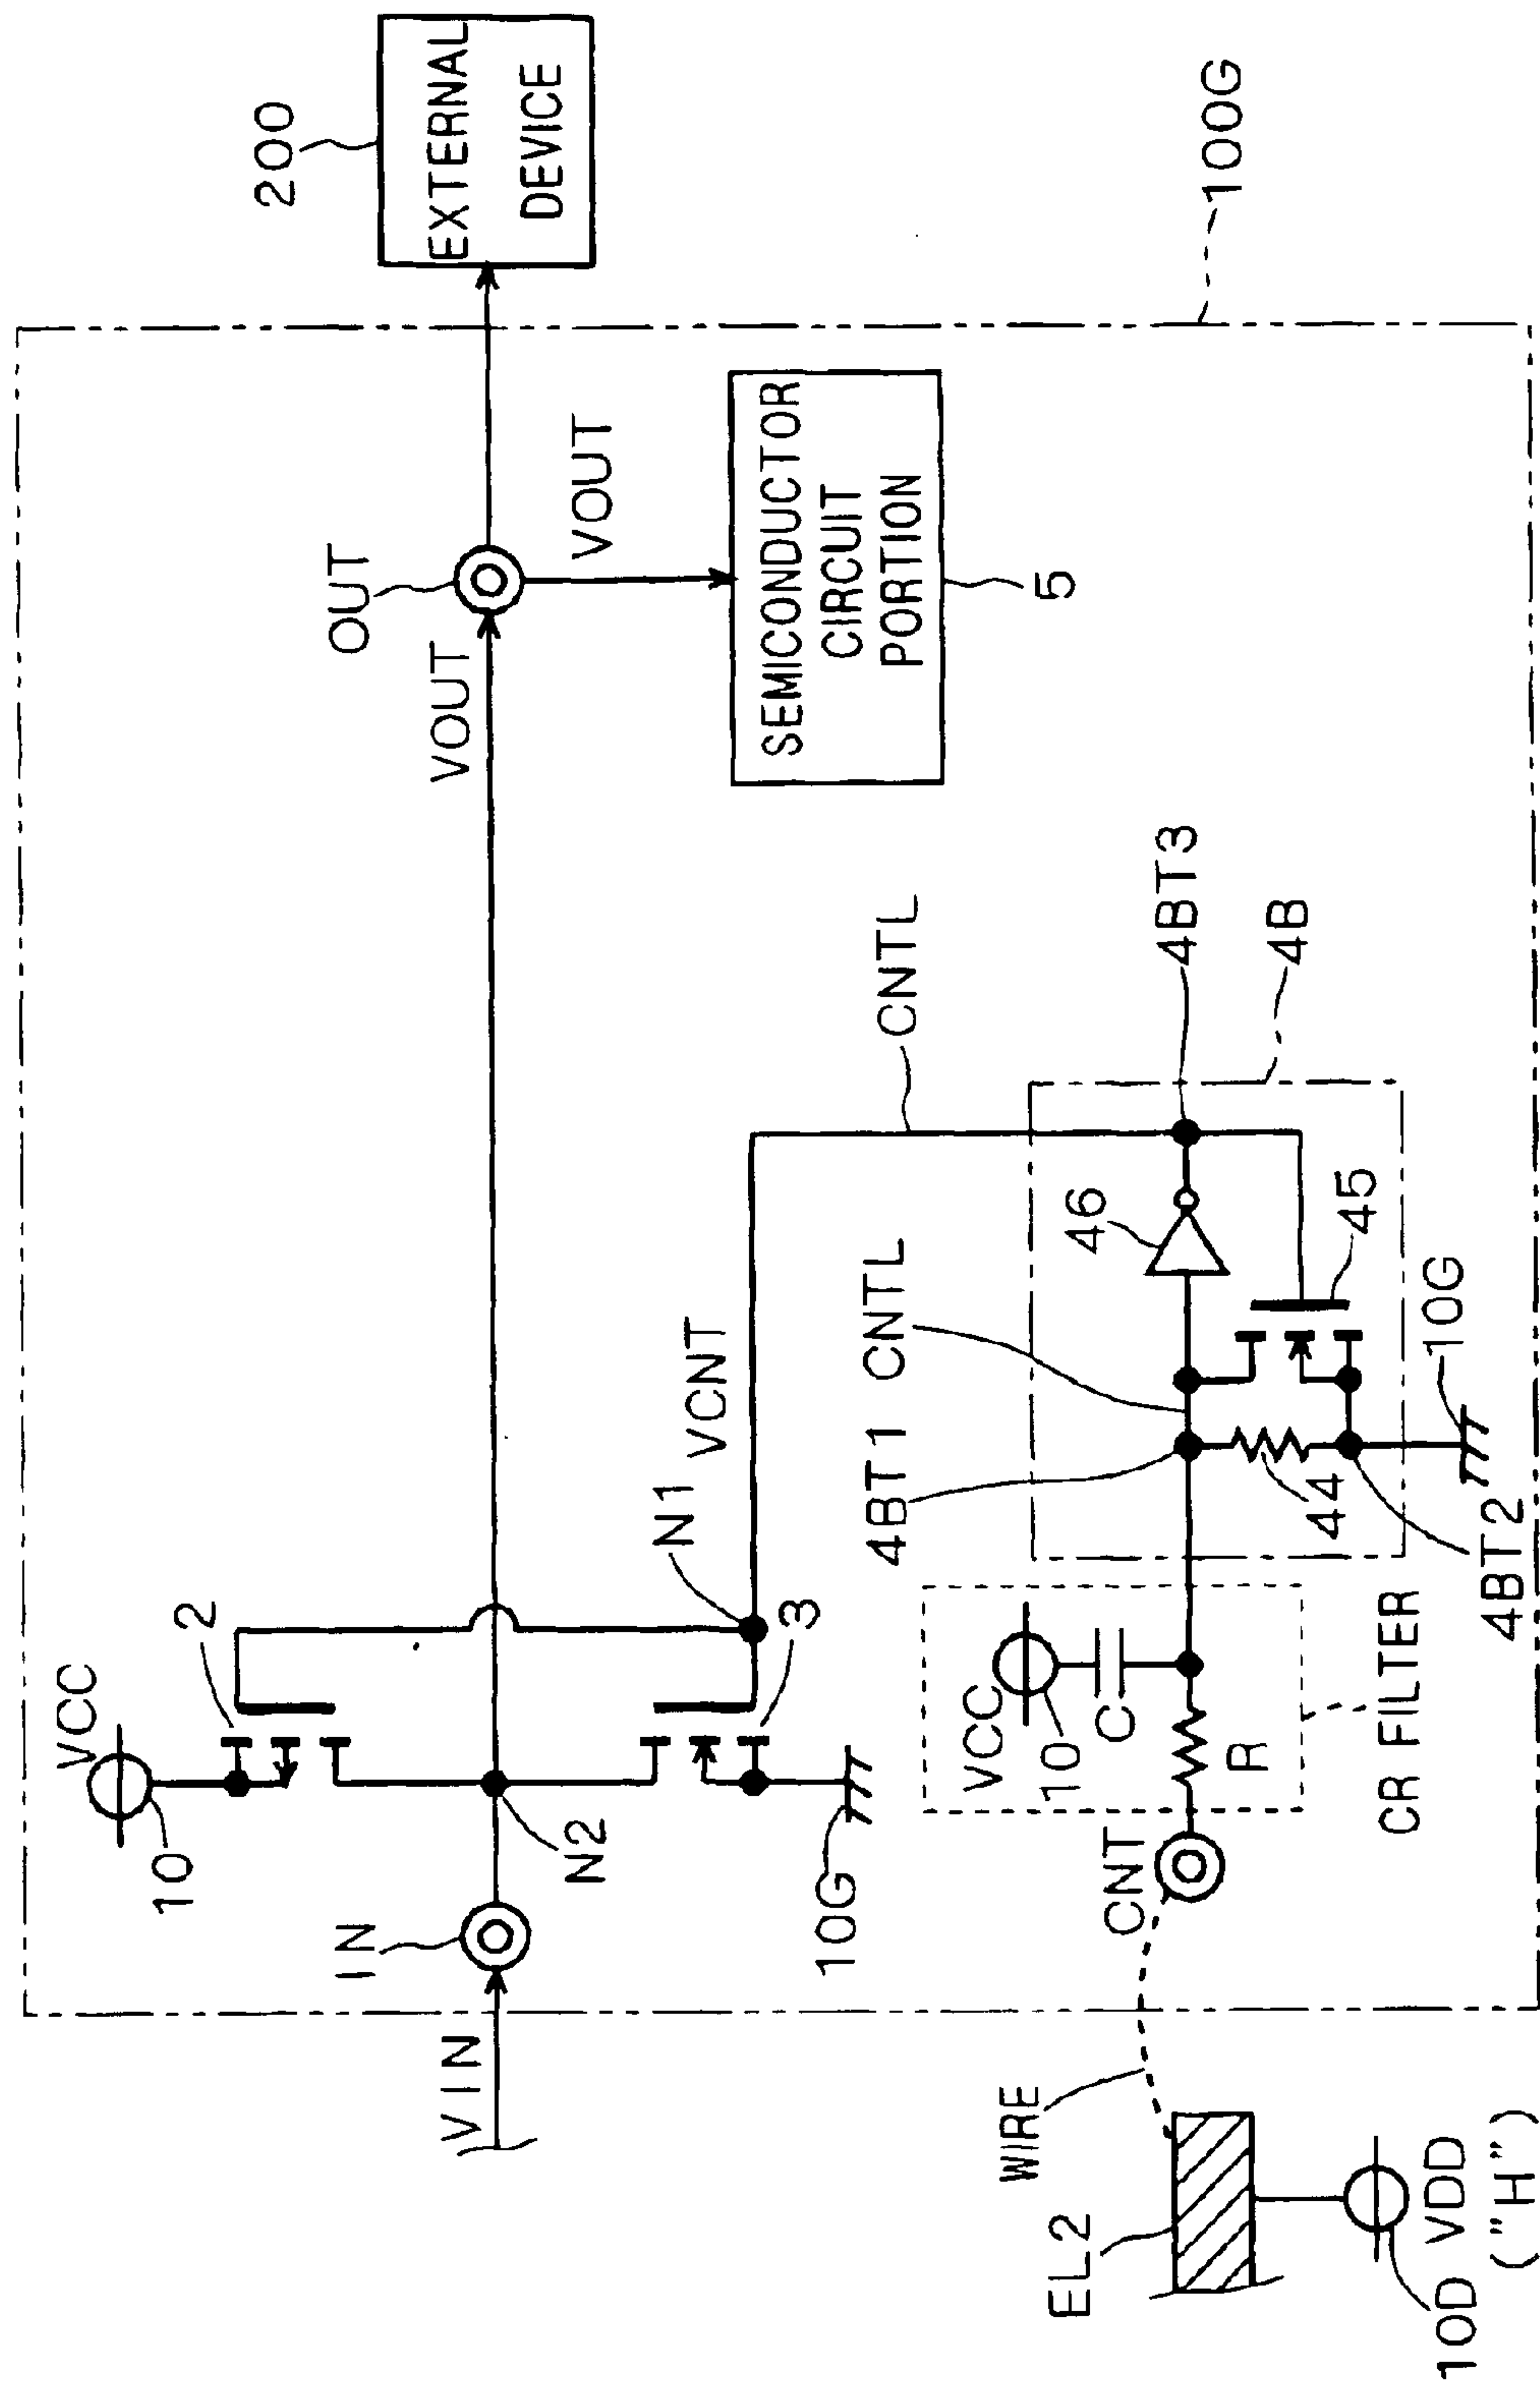 VCC
10
2
IN
VIN
N2
N1
3
10G
VCNT
VOUT
OUT
VOUT
200
EXTERNAL
DEVICE
SEMICONDUCTOR
CIRCUIT
PORTION
5
100G
CNTL
4BT3
4B
46
45
CNTL
4BT1
44
10G
4BT2
VCC
10
C
R
CR FILTER
CNT
WIRE
EL2
10D
VDD
("H")